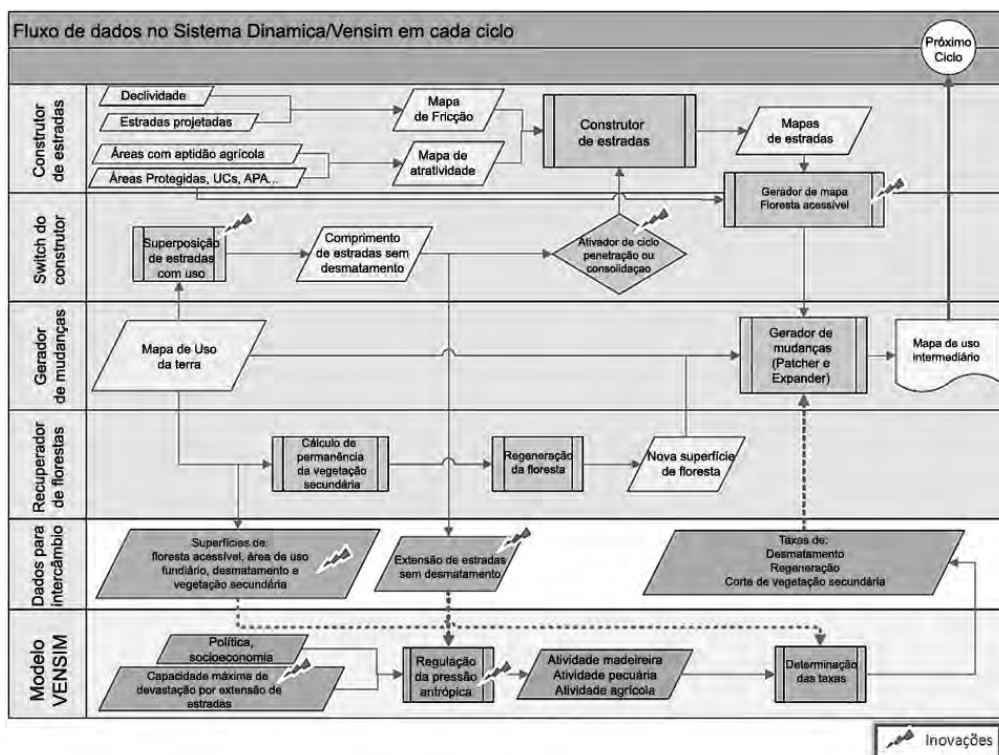 Fluxo de dados no Sistema Dinamica/Vensim em cada ciclo
Próximo
Ciclo
Construtor
de estradas
Declividade
Estradas projetadas
Mapa
de Fricção
Áreas com aptidão agrícola
Áreas Protegidas, UCs, APA...
Mapa de
atratividade
Construtor
de estradas
Mapas
de estradas
Gerador de mapa
Floresta acessível
Switch do
construtor
Superposição
de estradas
com uso
Comprimento
de estradas sem
desmatamento
Ativador de ciclo
penetração ou
consolidaçao
Gerador
de mudanças
Mapa de Uso
da terra
Gerador de
mudanças
(Patcher e
Expander)
Mapa de uso
intermediário
Recuperador
de florestas
Cálculo de
permanência
da vegetação
secundária
Regeneração
da floresta
Nova superfície
de floresta
Dados para
intercâmbio
Superfícies de:
floresta acessível, área de uso
fundiário, desmatamento e
vegetação secundária
Extensão de estradas
sem desmatamento
Taxas de:
Desmatamento
Regeneração
Corte de vegetação secundária
Modelo
VENSIM
Política,
socioeconomia
Capacidade máxima de
devastação por extensão de
estradas
Regulação
da pressão
antrópica
Atividade madeireira
Atividade pecuária
Atividade agrícola
Determinação
das taxas
Inovações